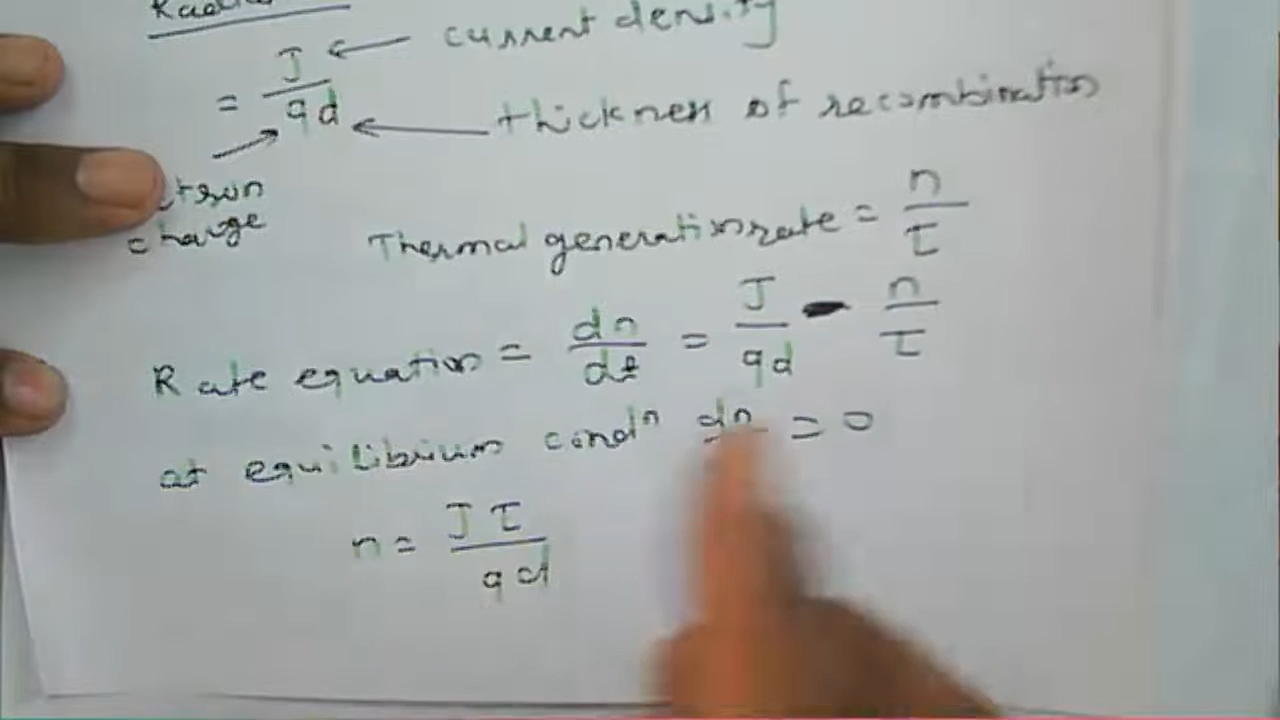 = J/qd ← current density
← thickness of recombination
charge
Thermal generation rate = n/τ
Rate equation = dn/dt = J/qd - n/τ
at equilibrium condⁿ dn = 0
n = Jτ/qd